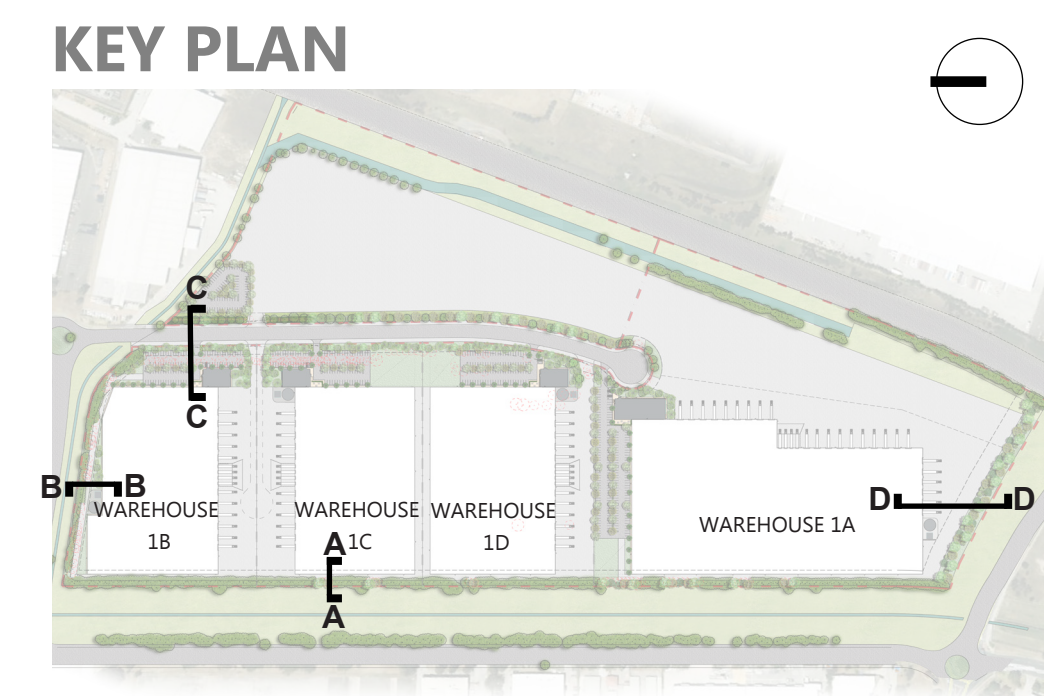 KEY PLAN
C
C
B B
WAREHOUSE
1B
WAREHOUSE
1C
WAREHOUSE
1D
WAREHOUSE 1A
D D
A
A